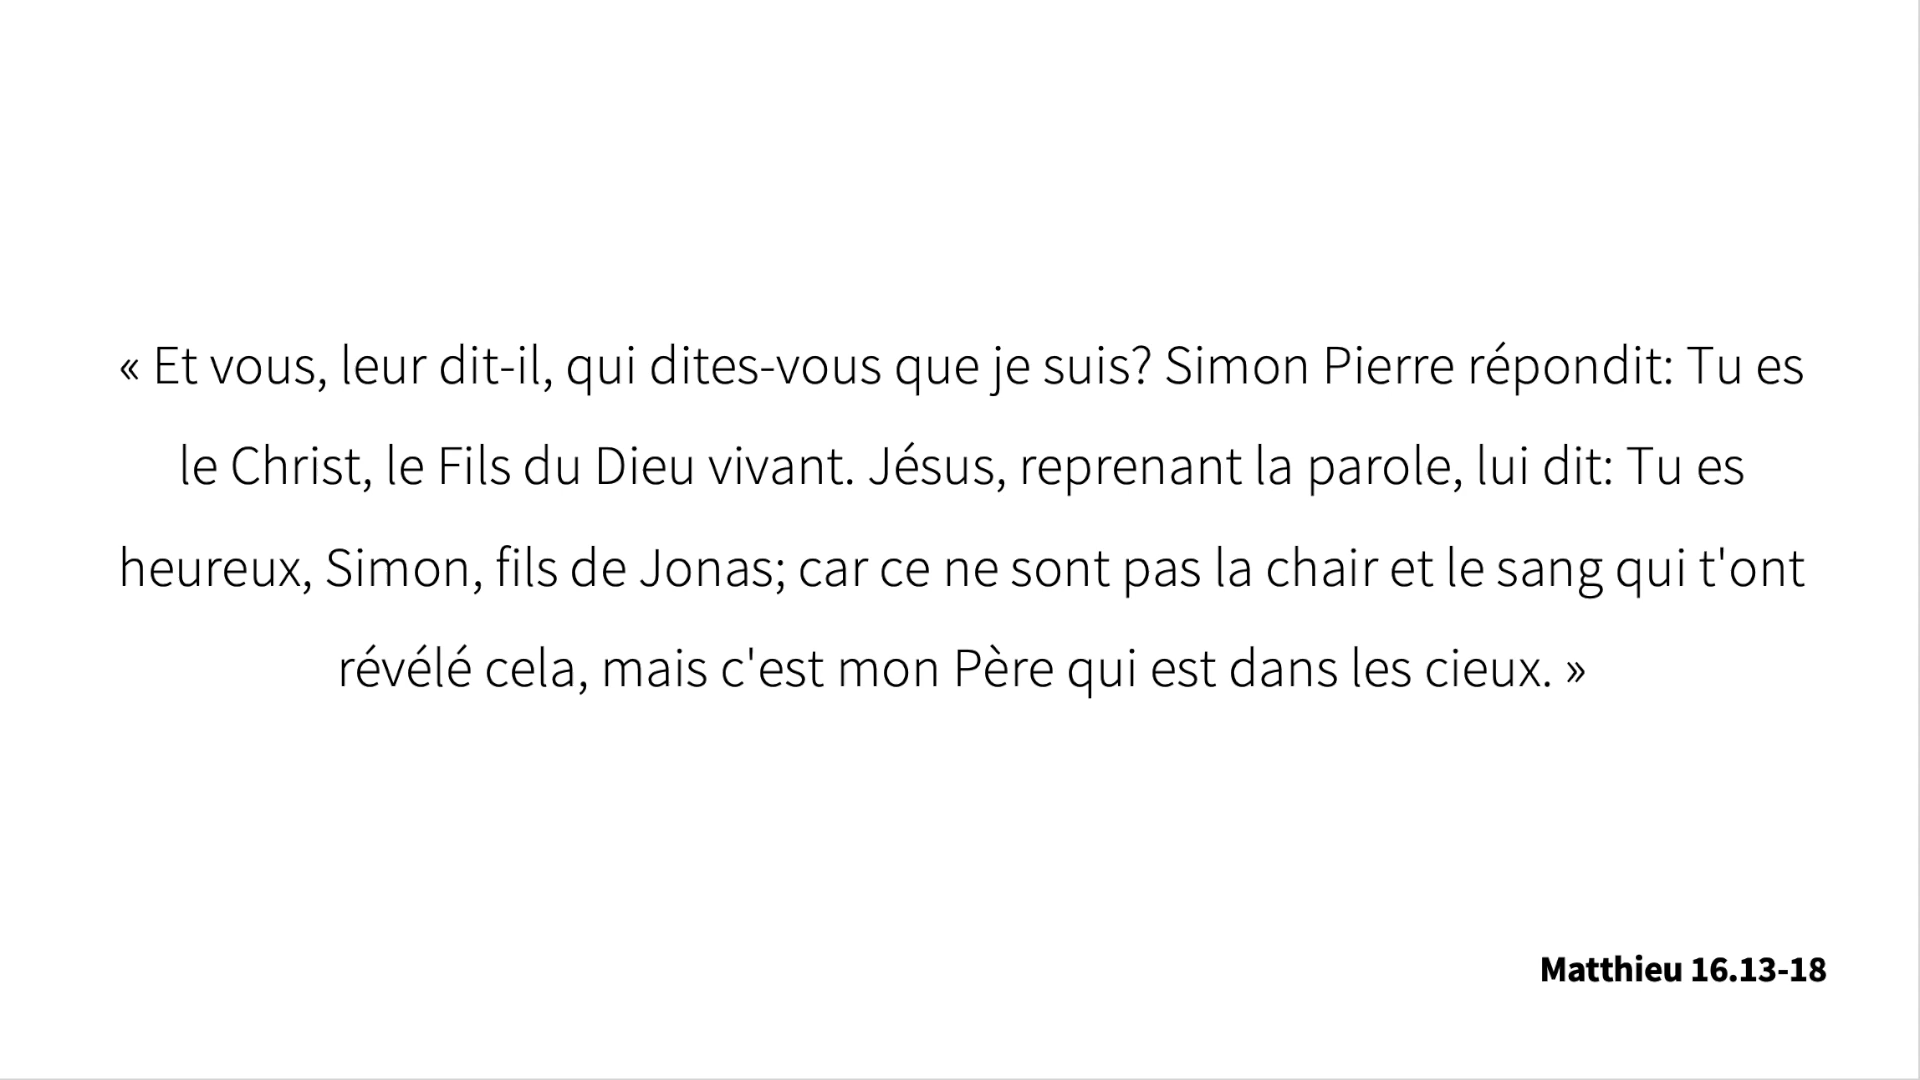 « Et vous, leur dit-il, qui dites-vous que je suis? Simon Pierre répondit: Tu es
le Christ, le Fils du Dieu vivant. Jésus, reprenant la parole, lui dit: Tu es
heureux, Simon, fils de Jonas; car ce ne sont pas la chair et le sang qui t'ont
révélé cela, mais c'est mon Père qui est dans les cieux. »
Matthieu 16.13-18